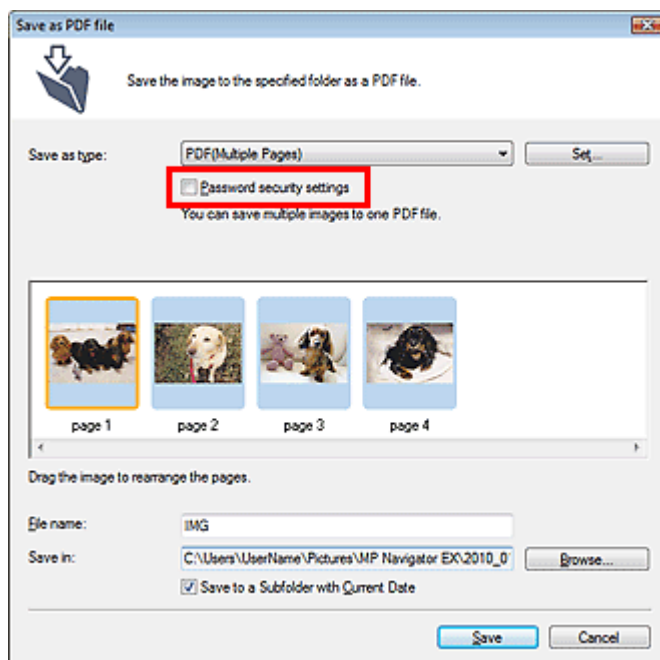 Save as PDF file
Save the image to the specified folder as a PDF file.
Save as type:
PDF(Multiple Pages)
Set...
Password security settings
You can save multiple images to one PDF file.
page 1
page 2
page 3
page 4
Drag the image to rearrange the pages.
File name:
IMG
Save in:
C:\Users\UserName\Pictures\MP Navigator EX\2010_0
Browse...
Save to a Subfolder with Current Date
Save
Cancel